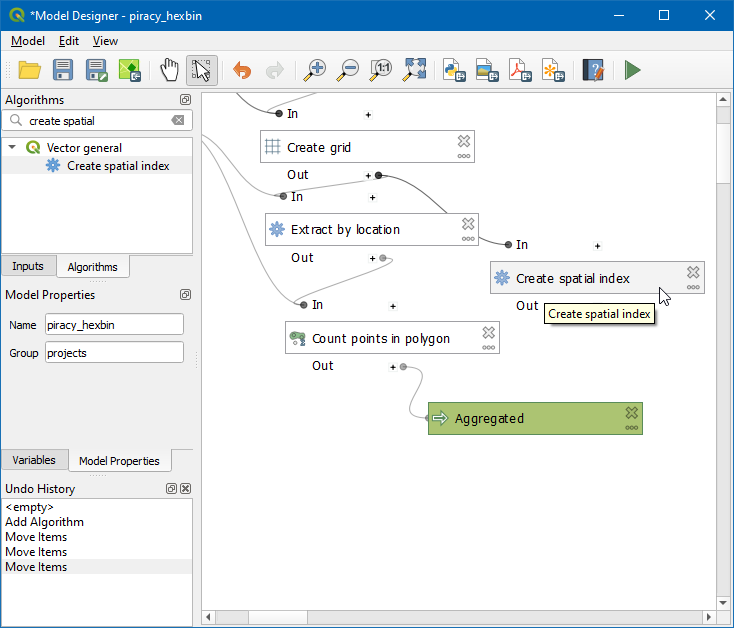 *Model Designer - piracy_hexbin
Model Edit View
1:1
Algorithms
create spatial
Vector general
Create spatial index
Inputs Algorithms
Model Properties
Name piracy_hexbin
Group projects
Variables Model Properties
Undo History
<empty>
Add Algorithm
Move Items
Move Items
Move Items
In
Create grid
Out
In
Extract by location
Out
In
Create spatial index
Out
Create spatial index
In
Count points in polygon
Out
Aggregated